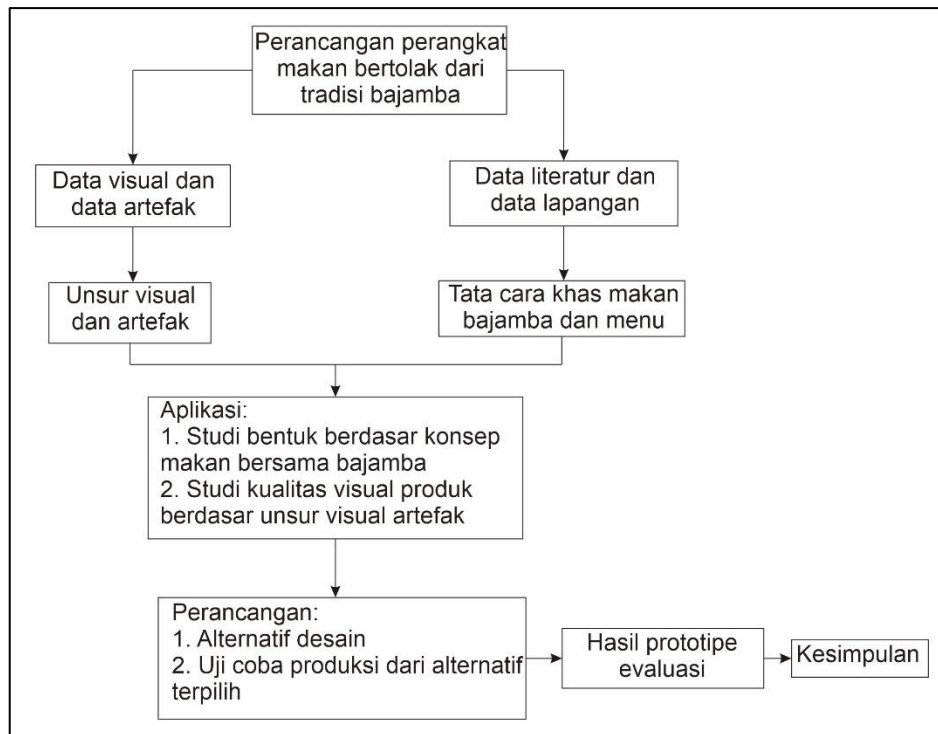 Perancangan perangkat
makan bertolak dari
tradisi bajamba
Data visual dan
data artefak
Data literatur dan
data lapangan
Unsur visual
dan artefak
Tata cara khas makan
bajamba dan menu
Aplikasi:
1. Studi bentuk berdasar konsep
makan bersama bajamba
2. Studi kualitas visual produk
berdasar unsur visual artefak
Perancangan:
1. Alternatif desain
2. Uji coba produksi dari alternatif
terpilih
Hasil prototipe
evaluasi
Kesimpulan